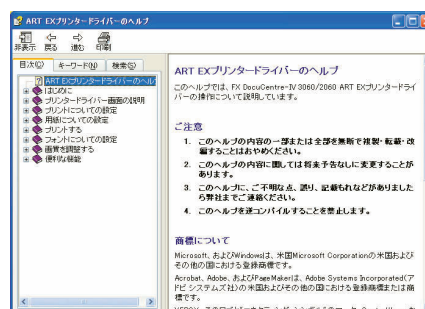 ART EXプリンタードライバーのヘルプ
非表示 戻る 進む 印刷
目次(C) キーワード(N) 検索(S)
ART EXプリンタードライバーのヘル
はじめに
プリンタードライバー画面の説明
プリントについての設定
用紙についての設定
プリントする
フォントについての設定
画質を調整する
便利な機能
ART EXプリンタードライバーのヘルプ
このヘルプでは、FX DocuCentre-IV 3060/2060 ART EXプリンタードライ
バーの操作について説明しています。
ご注意
1. このヘルプの内容の一部または全部を無断で複製・転載・改
編することはおやめください。
2. このヘルプの内容に関しては将来予告なしに変更することが
あります。
3. このヘルプに、ご不明な点、誤り、記載もれなどがありました
ら弊社までご連絡ください。
4. このヘルプを逆コンパイルすることを禁止します。
商標について
Microsoft、およびWindowsは、米国Microsoft Corporationの米国および
その他の国における登録商標です。
Acrobat、Adobe、およびPageMakerは、Adobe Systems Incorporated(ア
ドビ システムズ社)の米国およびその他の国における登録商標または商
標です。